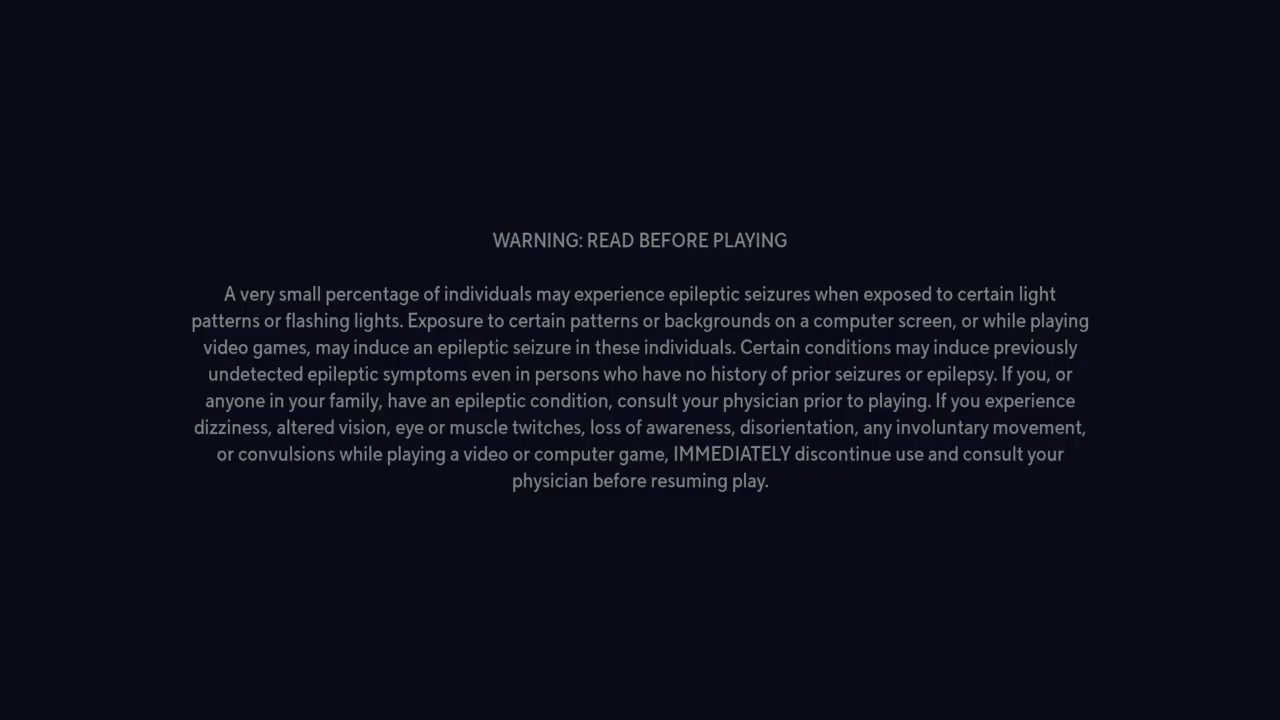 WARNING: READ BEFORE PLAYING
A very small percentage of individuals may experience epileptic seizures when exposed to certain light
patterns or flashing lights. Exposure to certain patterns or backgrounds on a computer screen, or while playing
video games, may induce an epileptic seizure in these individuals. Certain conditions may induce previously
undetected epileptic symptoms even in persons who have no history of prior seizures or epilepsy. If you, or
anyone in your family, have an epileptic condition, consult your physician prior to playing. If you experience
dizziness, altered vision, eye or muscle twitches, loss of awareness, disorientation, any involuntary movement,
or convulsions while playing a video or computer game, IMMEDIATELY discontinue use and consult your
physician before resuming play.